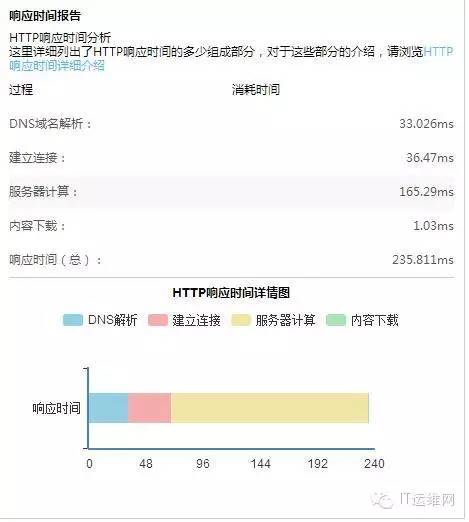 响应时间报告
HTTP响应时间分析
这里详细列出了HTTP响应时间的多少组成部分，对于这些部分的介绍，请浏览HTTP
响应时间详细介绍
过程 消耗时间
DNS域名解析： 33.026ms
建立连接： 36.47ms
服务器计算： 165.29ms
内容下载： 1.03ms
响应时间（总）： 235.811ms
HTTP响应时间详情图
DNS解析 建立连接 服务器计算 内容下载
响应时间
0 48 96 144 192 240
IT运维网